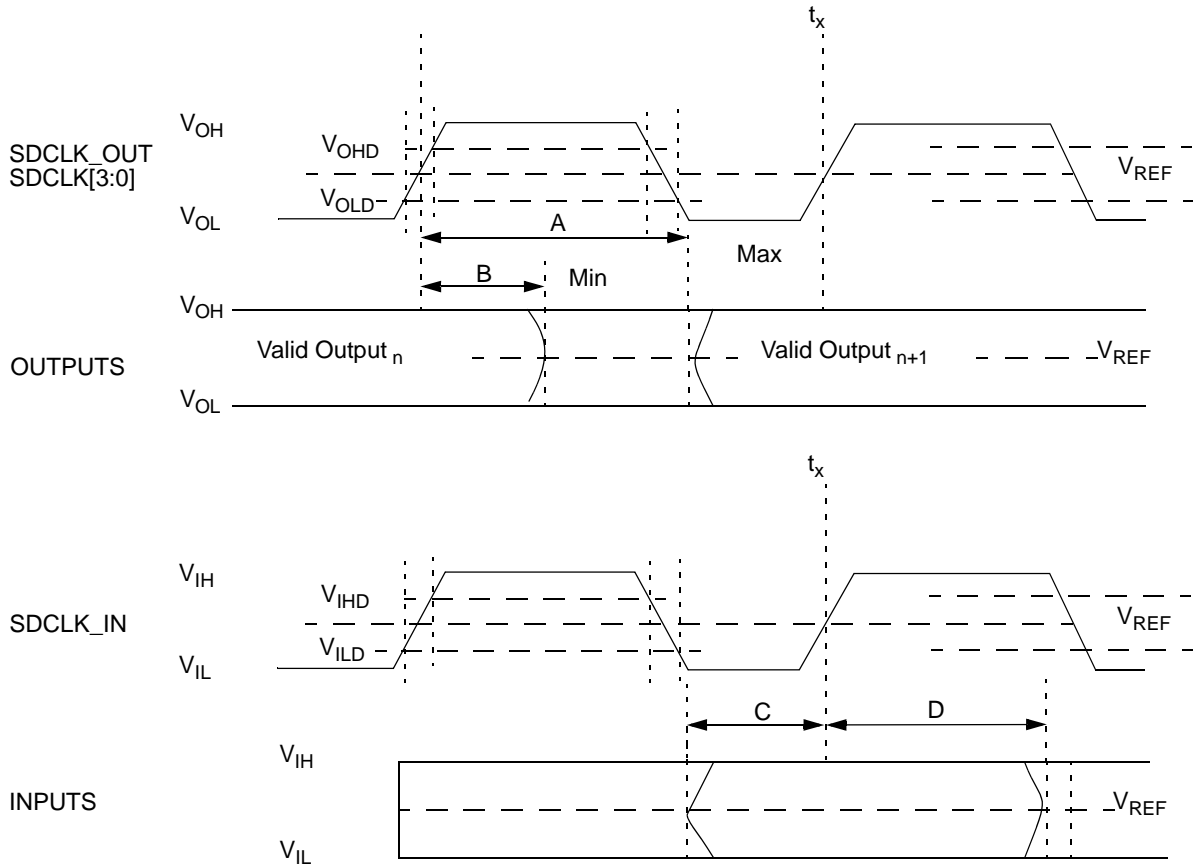 tx
VOH
VOHD
SDCLK_OUT
SDCLK[3:0]
VREF
VOLD
VOL
A
Max
B
Min
VOH
Valid Output n
Valid Output n+1
VREF
OUTPUTS
VOL
tx
VIH
VIHD
SDCLK_IN
VREF
VILD
VIL
C
D
VIH
INPUTS
VREF
VIL